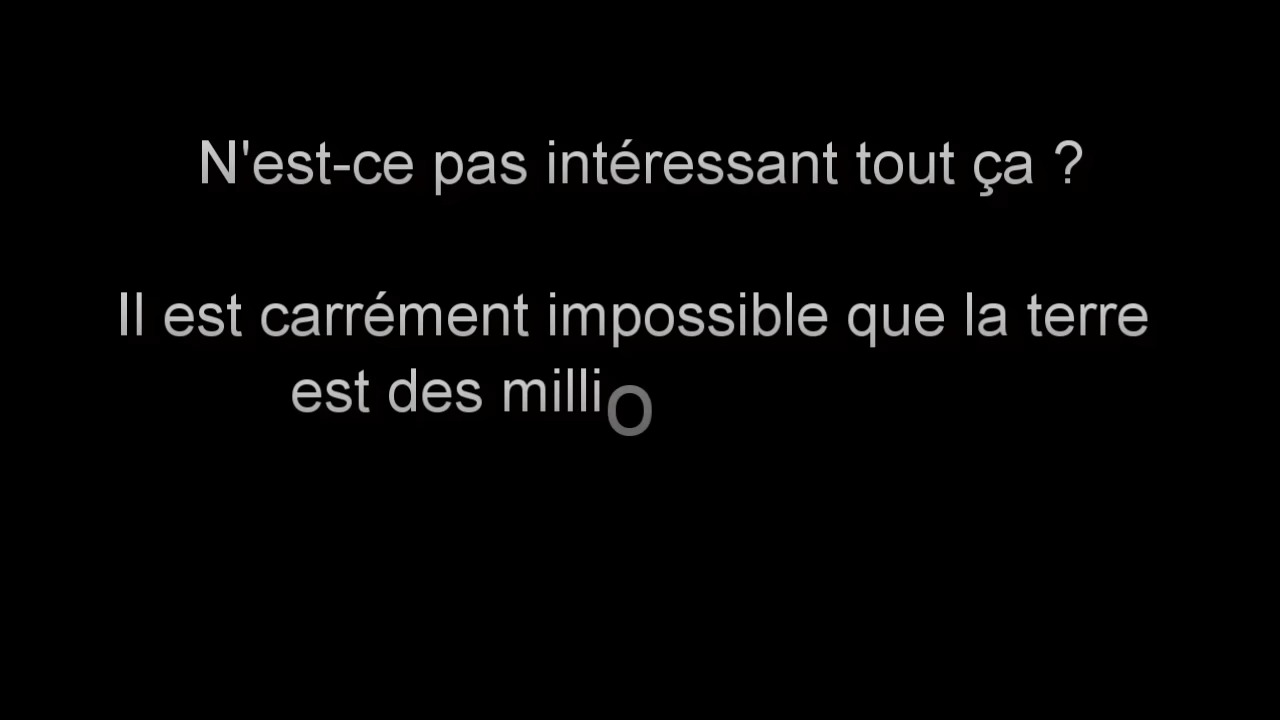 N'est-ce pas intéressant tout ça ?
Il est carrément impossible que la terre
est des millio